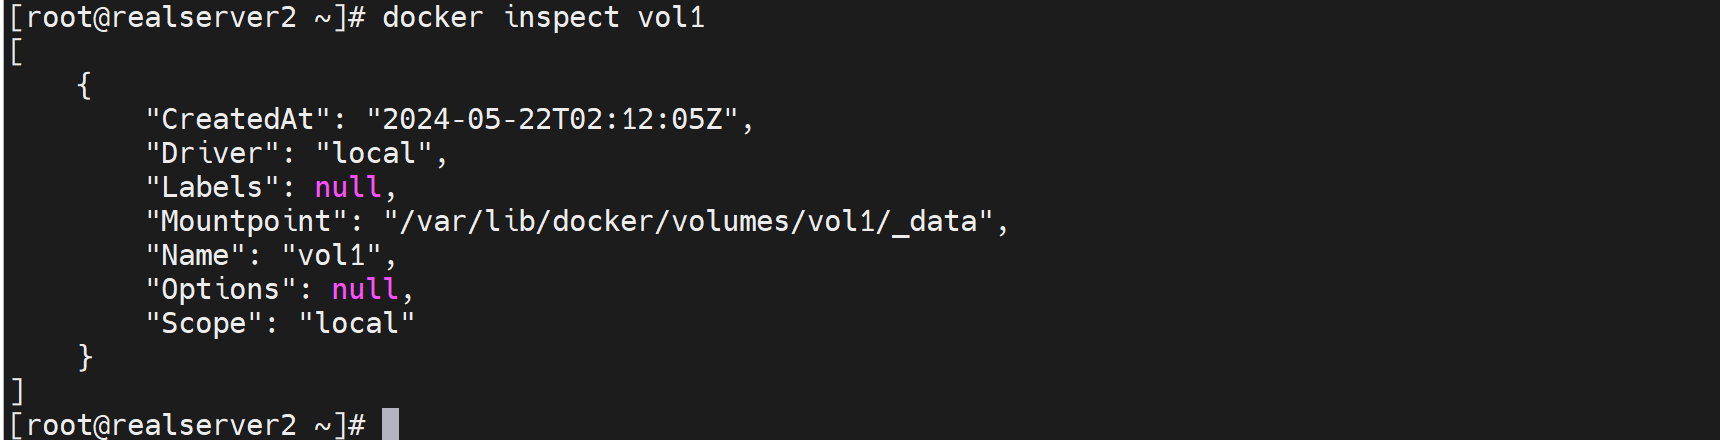 [root@realserver2 ~]# docker inspect vol1
[
    {
        "CreatedAt": "2024-05-22T02:12:05Z",
        "Driver": "local",
        "Labels": null,
        "Mountpoint": "/var/lib/docker/volumes/vol1/_data",
        "Name": "vol1",
        "Options": null,
        "Scope": "local"
    }
]
[root@realserver2 ~]#